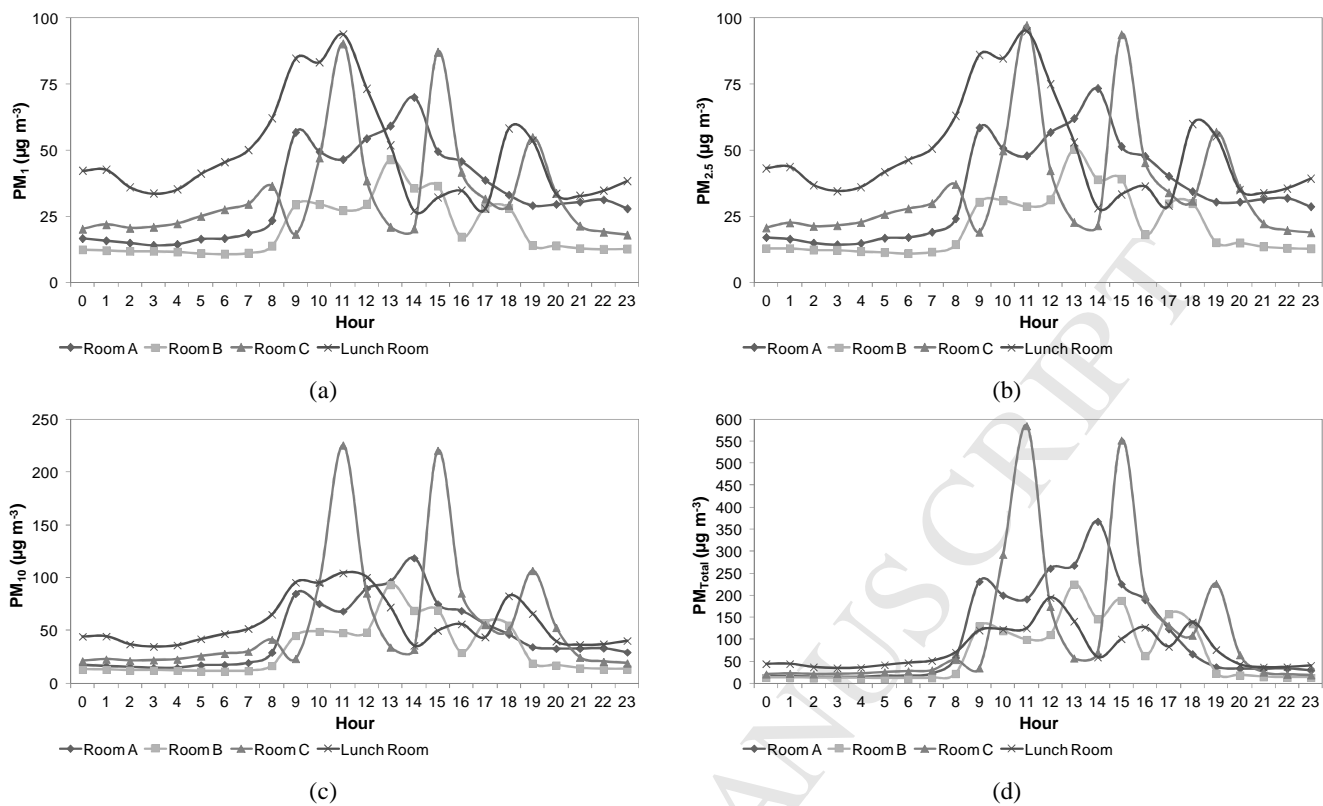 100
75
50
25
0
PM1 (µg m-3)
0 1 2 3 4 5 6 7 8 9 10 11 12 13 14 15 16 17 18 19 20 21 22 23
Hour
Room A Room B Room C Lunch Room
(a)
100
75
50
25
0
PM2.5 (µg m-3)
0 1 2 3 4 5 6 7 8 9 10 11 12 13 14 15 16 17 18 19 20 21 22 23
Hour
Room A Room B Room C Lunch Room
(b)
250
200
150
100
50
0
PM10 (µg m-3)
0 1 2 3 4 5 6 7 8 9 10 11 12 13 14 15 16 17 18 19 20 21 22 23
Hour
Room A Room B Room C Lunch Room
(c)
600
550
500
450
400
350
300
250
200
150
100
50
0
PMTotal (µg m-3)
0 1 2 3 4 5 6 7 8 9 10 11 12 13 14 15 16 17 18 19 20 21 22 23
Hour
Room A Room B Room C Lunch Room
(d)
ANUSCRIPT